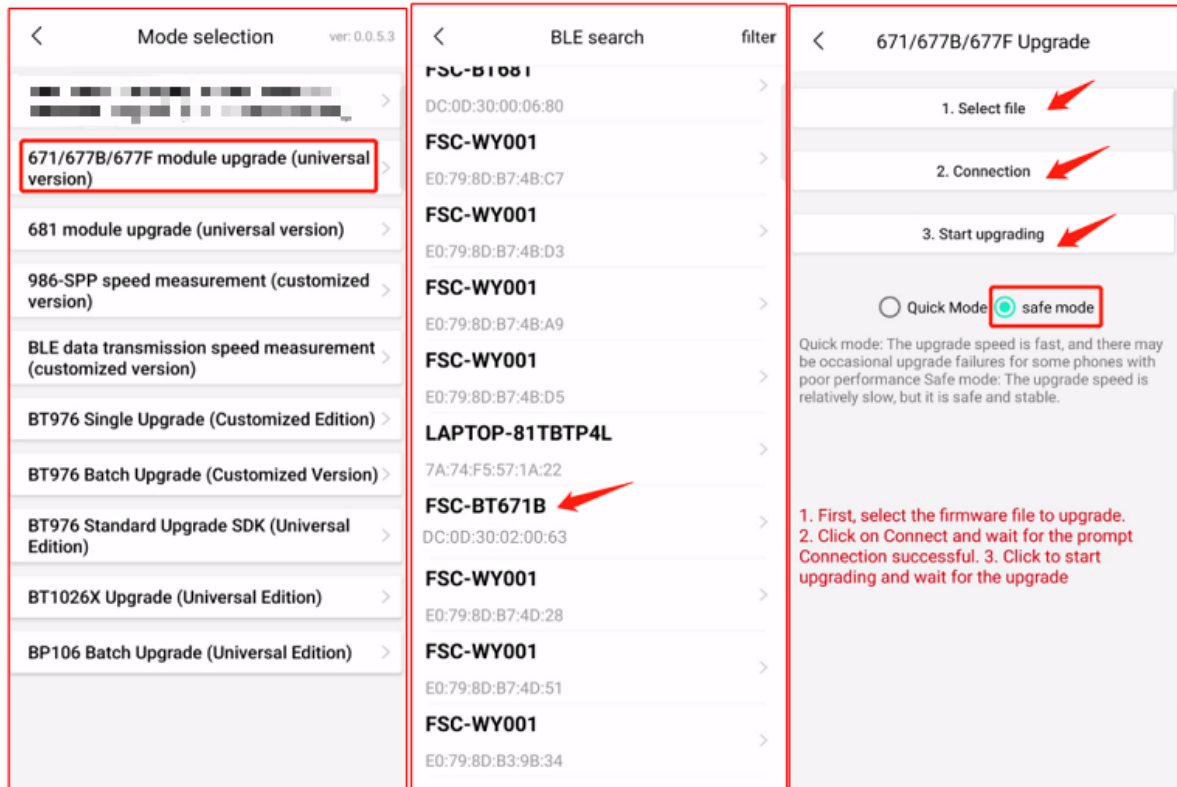 Mode selection
ver: 0.0.5.3
671/677B/677F module upgrade (universal
version)
681 module upgrade (universal version)
986-SPP speed measurement (customized
version)
BLE data transmission speed measurement
(customized version)
BT976 Single Upgrade (Customized Edition)
BT976 Batch Upgrade (Customized Version)
BT976 Standard Upgrade SDK (Universal
Edition)
BT1026X Upgrade (Universal Edition)
BP106 Batch Upgrade (Universal Edition)
BLE search
filter
FSC-BT681
DC:0D:30:00:06:80
FSC-WY001
E0:79:8D:B7:4B:C7
FSC-WY001
E0:79:8D:B7:4B:D3
FSC-WY001
E0:79:8D:B7:4B:A9
FSC-WY001
E0:79:8D:B7:4B:D5
LAPTOP-81TBTP4L
7A:74:F5:57:1A:22
FSC-BT671B
DC:0D:30:02:00:63
FSC-WY001
E0:79:8D:B7:4D:28
FSC-WY001
E0:79:8D:B7:4D:51
FSC-WY001
E0:79:8D:B3:9B:34
671/677B/677F Upgrade
1. Select file
2. Connection
3. Start upgrading
Quick Mode
safe mode
Quick mode: The upgrade speed is fast, and there may
be occasional upgrade failures for some phones with
poor performance Safe mode: The upgrade speed is
relatively slow, but it is safe and stable.
1. First, select the firmware file to upgrade.
2. Click on Connect and wait for the prompt
Connection successful. 3. Click to start
upgrading and wait for the upgrade